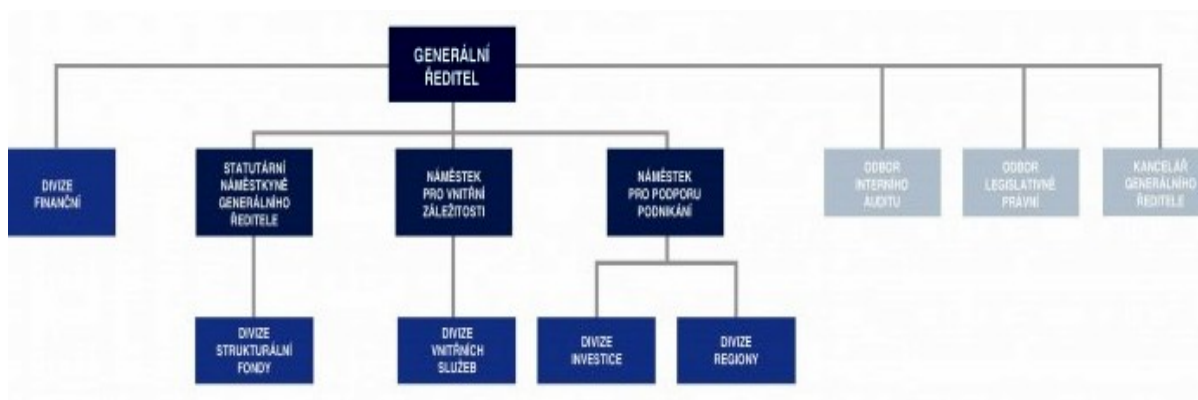 GENERÁLNÍ
ŘEDITEL
DIVIZE
FINANČNÍ
STATUTÁRNÍ
NÁMĚSTKYNĚ
GENERÁLNÍHO
ŘEDITELE
NÁMĚSTEK
PRO VNITŘNÍ
ZÁLEŽITOSTI
NÁMĚSTEK
PRO PODPORU
PODNIKÁNÍ
ODBOR
INTERNÍHO
AUDITU
ODBOR
LEGISLATIVNĚ
PRÁVNÍ
KANCELÁŘ
GENERÁLNÍHO
ŘEDITELE
DIVIZE
STRUKTURÁLNÍ
FONDY
DIVIZE
VNITŘNÍCH
SLUŽEB
DIVIZE
INVESTICE
DIVIZE
REGIONY